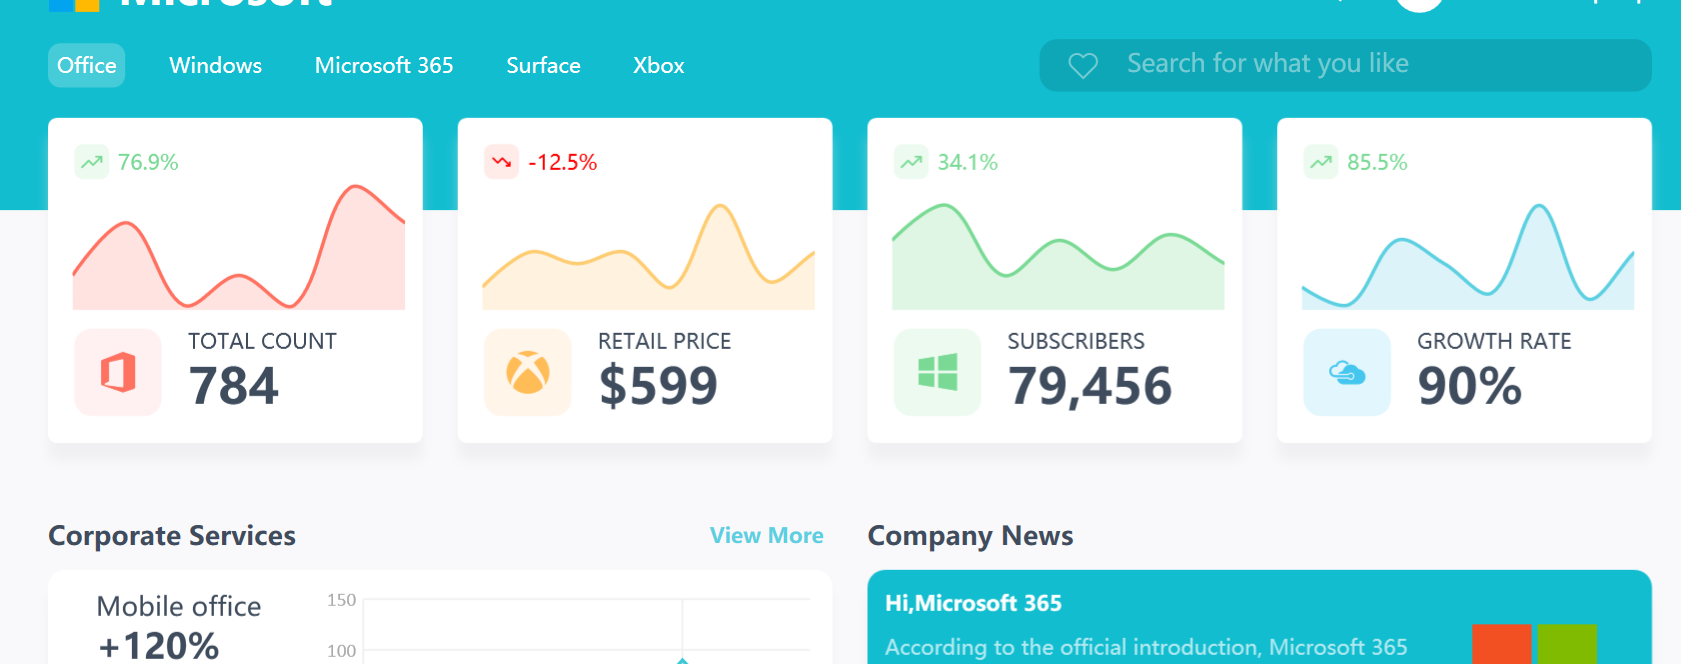 Microsoft
Office Windows Microsoft 365 Surface Xbox
Search for what you like
76.9% -12.5% 34.1% 85.5%
TOTAL COUNT RETAIL PRICE SUBSCRIBERS GROWTH RATE
784 $599 79,456 90%
Corporate Services View More Company News
Mobile office
+120%
150
100
Hi,Microsoft 365
According to the official introduction, Microsoft 365